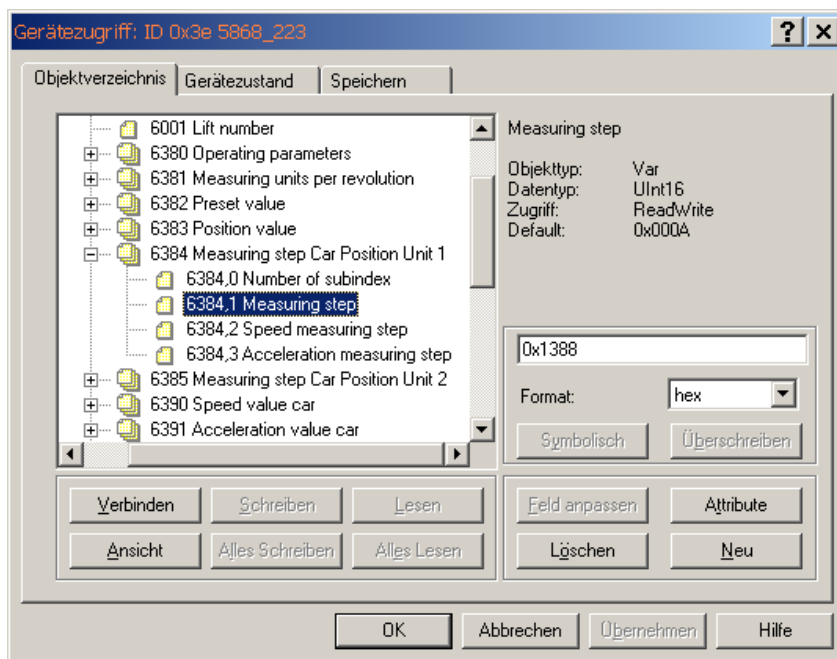 Gerätezugriff: ID 0x3e 5868_223
Objektverzeichnis Gerätezustand Speichern
6001 Lift number
6380 Operating parameters
6381 Measuring units per revolution
6382 Preset value
6383 Position value
6384 Measuring step Car Position Unit 1
6384,0 Number of subindex
6384,1 Measuring step
6384,2 Speed measuring step
6384,3 Acceleration measuring step
6385 Measuring step Car Position Unit 2
6390 Speed value car
6391 Acceleration value car
Measuring step
Objekttyp: Var
Datentyp: UInt16
Zugriff: ReadWrite
Default: 0x000A
0x1388
Format: hex
Symbolisch Überschreiben
Verbinden Schreiben Lesen
Ansicht Alles Schreiben Alles Lesen
Feld anpassen Attribute
Löschen Neu
OK Abbrechen Übernehmen Hilfe